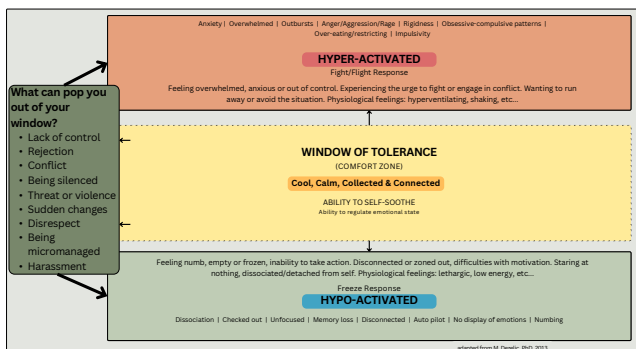 Anxiety | Overwhelmed | Outbursts | Anger/Aggression/Rage | Rigidness | Obsessive-compulsive patterns |
Over-eating/restricting | Impulsivity
HYPER-ACTIVATED
Fight/Flight Response
Feeling overwhelmed, anxious or out of control. Experiencing the urge to fight or engage in conflict. Wanting to run
away or avoid the situation. Physiological feelings: hyperventilating, shaking, etc...
What can pop you
out of your
window?
• Lack of control
• Rejection
• Conflict
• Being silenced
• Threat or violence
• Sudden changes
• Disrespect
• Being
micromanaged
• Harassment
WINDOW OF TOLERANCE
(COMFORT ZONE)
Cool, Calm, Collected & Connected
ABILITY TO SELF-SOOTHE
Ability to regulate emotional state
Feeling numb, empty or frozen, inability to take action. Disconnected or zoned out, difficulties with motivation. Staring at
nothing, dissociated/detached from self. Physiological feelings: lethargic, low energy, etc...
Freeze Response
HYPO-ACTIVATED
Dissociation | Checked out | Unfocused | Memory loss | Disconnected | Auto pilot | No display of emotions | Numbing
adapted from M. Dezelic, PhD, 2013